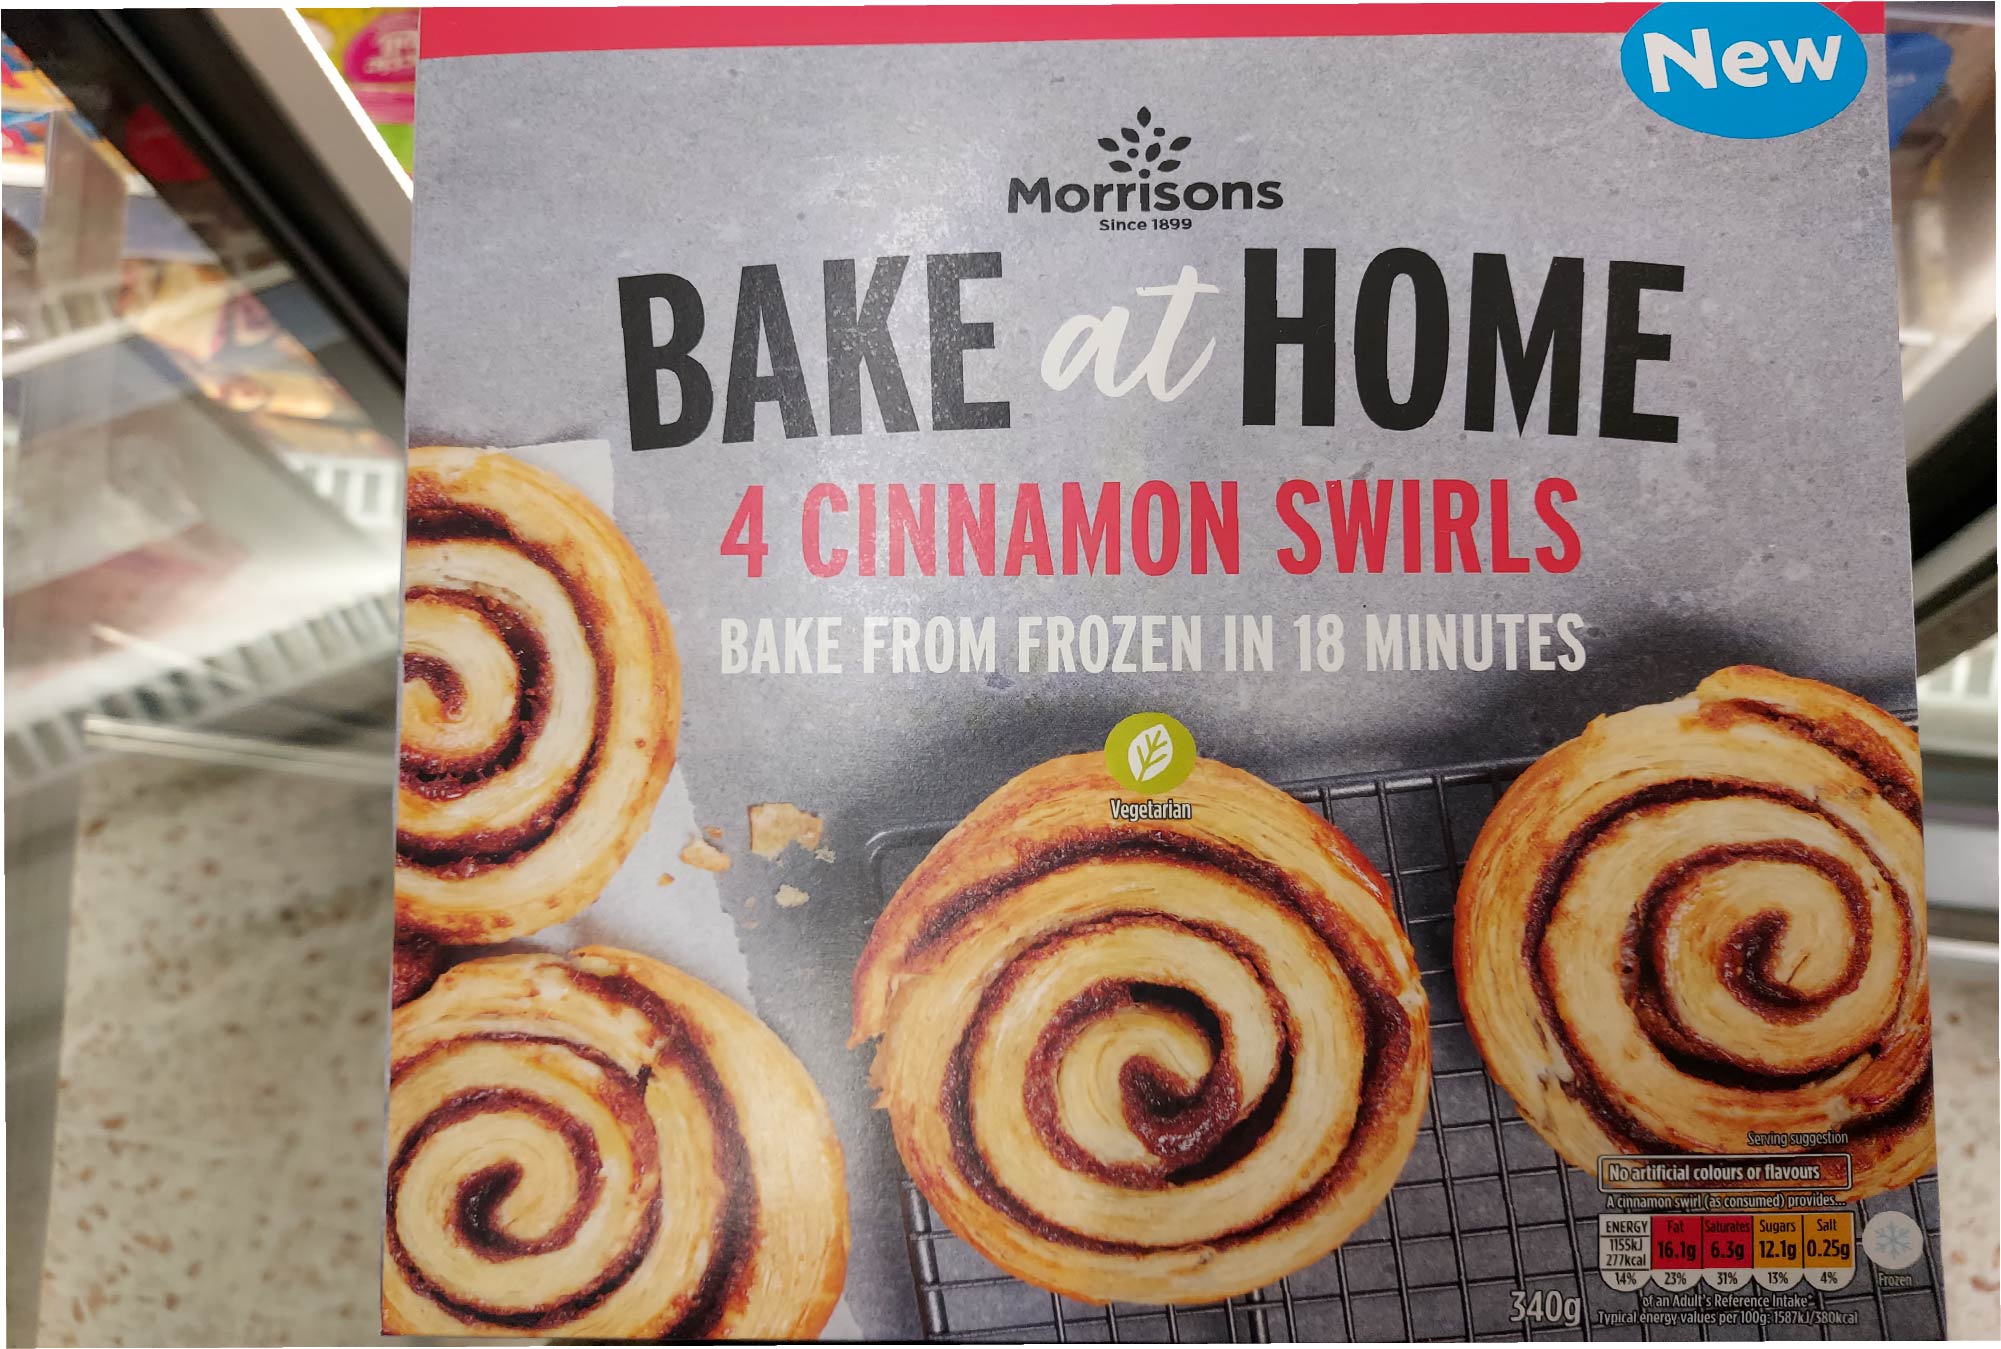 New
Morrisons
Since 1899
BAKE at HOME
4 CINNAMON SWIRLS
BAKE FROM FROZEN IN 18 MINUTES
Vegetarian
Serving suggestion
No artificial colours or flavours
A cinnamon swirl (as consumed) provides...
ENERGY Fat Saturates Sugars Salt
1155kJ
277kcal 16.1g 6.3g 12.1g 0.25g
14% 23% 31% 13% 4%
Frozen
of an Adult's Reference Intake*
340g
Typical energy values per 100g: 1587kJ/380kcal